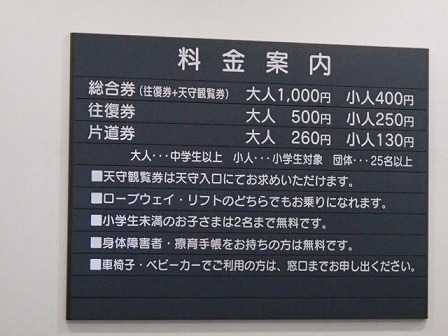 料金案内
総合券(往復券+天守観覧券) 大人1,000円 小人400円
往復券 大人 500円 小人250円
片道券 大人 260円 小人130円
大人･･･中学生以上 小人･･･小学生対象 団体･･･25名以上
■天守観覧券は天守入口にてお求めいただけます。
■ロープウェイ・リフトのどちらでもお乗りになれます。
■小学生未満のお子さまは2名まで無料です。
■身体障害者・療育手帳をお持ちの方は無料です。
■車椅子・ベビーカーでご利用の方は、窓口までお申し出ください。